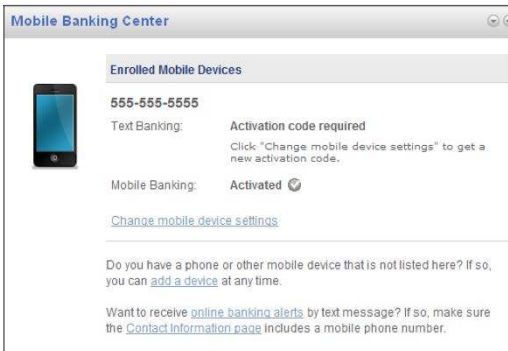 Mobile Banking Center
Enrolled Mobile Devices
555-555-5555
Text Banking: Activation code required
Click "Change mobile device settings" to get a
new activation code.
Mobile Banking: Activated
Change mobile device settings
Do you have a phone or other mobile device that is not listed here? If so,
you can add a device at any time.
Want to receive online banking alerts by text message? If so, make sure
the Contact Information page includes a mobile phone number.